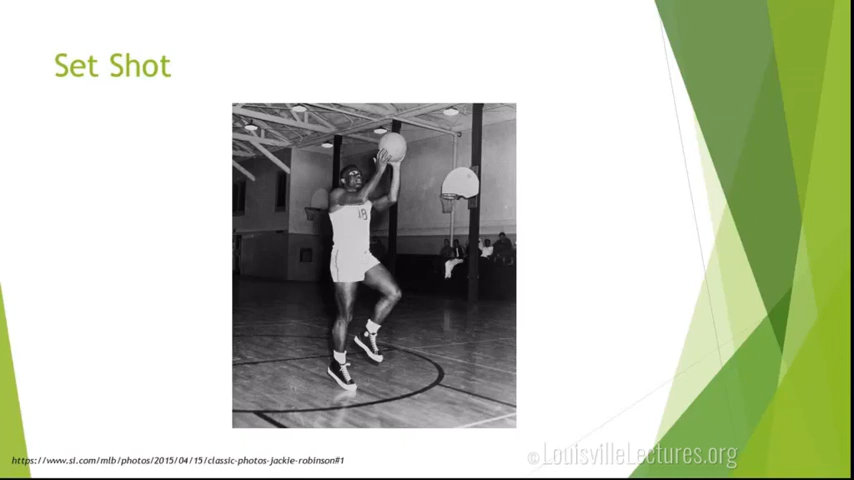 Set Shot
18
https://www.si.com/mlb/photos/2015/04/15/classic-photos-jackie-robinson#1
©LouisvilleLectures.org